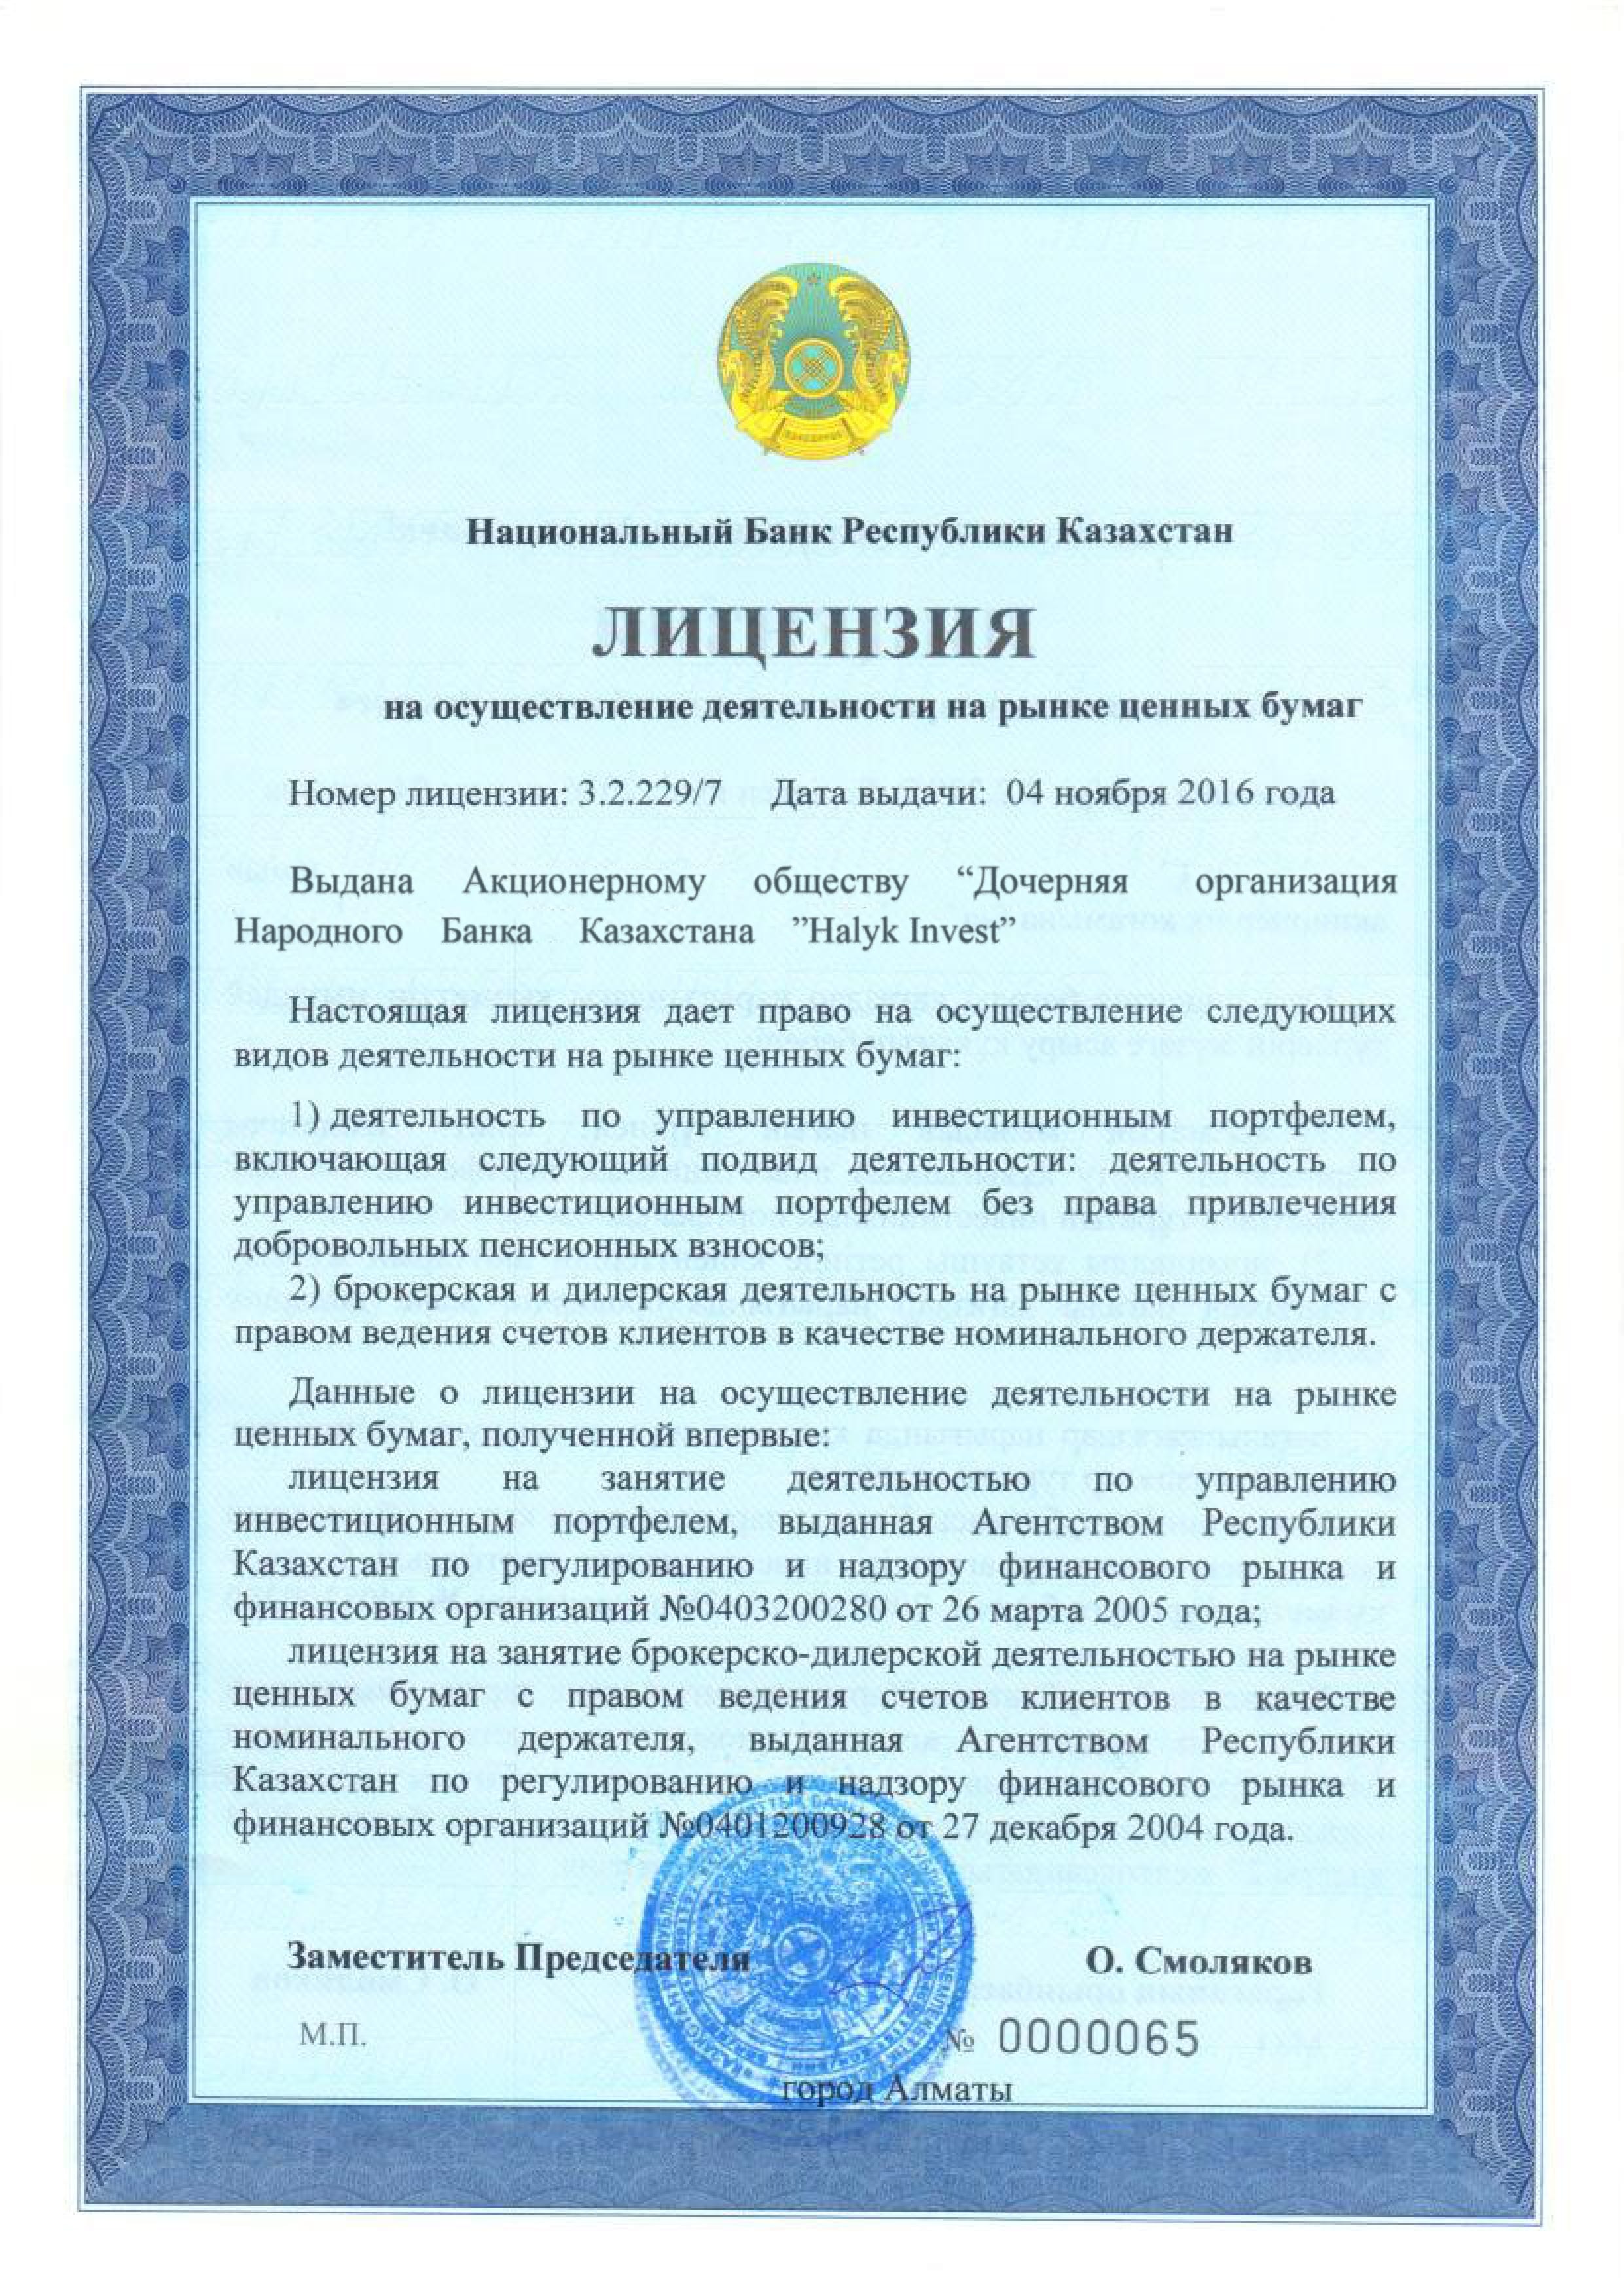 Национальный Банк Республики Казахстан
ЛИЦЕНЗИЯ
на осуществление деятельности на рынке ценных бумаг
Номер лицензии: 3.2.229/7 Дата выдачи: 04 ноября 2016 года
Выдана Акционерному обществу “Дочерняя организация
Народного Банка Казахстана ”Halyk Invest”
Настоящая лицензия дает право на осуществление следующих
видов деятельности на рынке ценных бумаг:
1) деятельность по управлению инвестиционным портфелем,
включающая следующий подвид деятельности: деятельность по
управлению инвестиционным портфелем без права привлечения
добровольных пенсионных взносов;
2) брокерская и дилерская деятельность на рынке ценных бумаг с
правом ведения счетов клиентов в качестве номинального держателя.
Данные о лицензии на осуществление деятельности на рынке
ценных бумаг, полученной впервые:
лицензия на занятие деятельностью по управлению
инвестиционным портфелем, выданная Агентством Республики
Казахстан по регулированию и надзору финансового рынка и
финансовых организаций №0403200280 от 26 марта 2005 года;
лицензия на занятие брокерско-дилерской деятельностью на рынке
ценных бумаг с правом ведения счетов клиентов в качестве
номинального держателя, выданная Агентством Республики
Казахстан по регулированию и надзору финансового рынка и
финансовых организаций №0401200928 от 27 декабря 2004 года.
Заместитель Председателя О. Смоляков
М.П.
№ 0000065
город Алматы